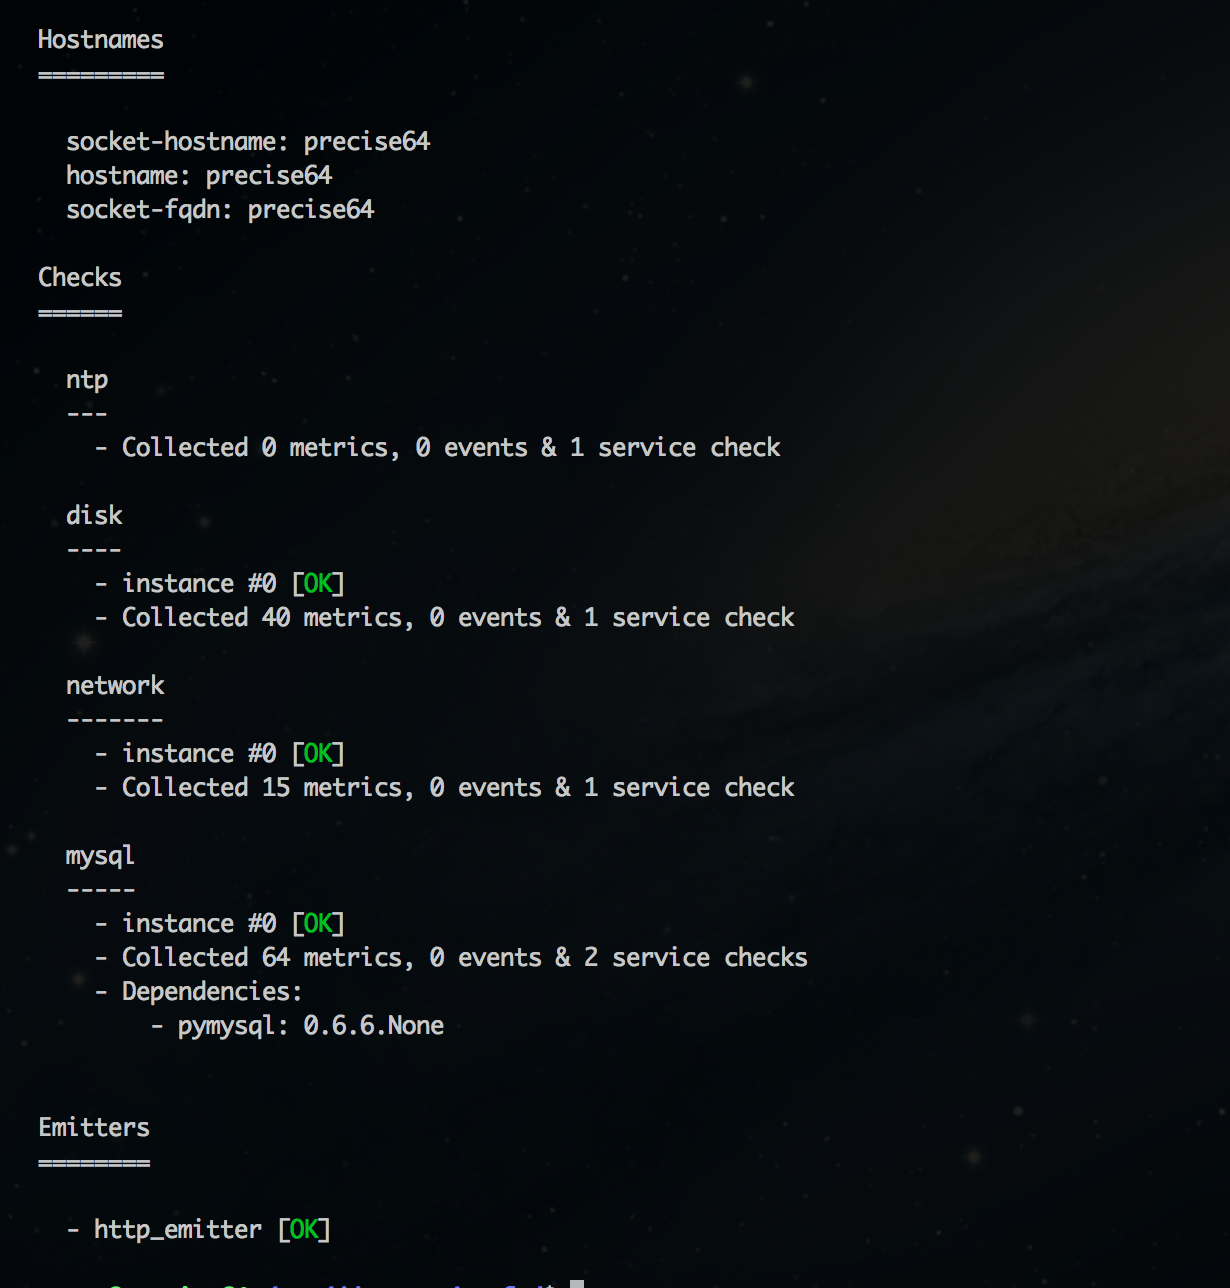 Hostnames
=========
socket-hostname: precise64
hostname: precise64
socket-fqdn: precise64
Checks
======
ntp
---
- Collected 0 metrics, 0 events & 1 service check
disk
----
- instance #0 [OK]
- Collected 40 metrics, 0 events & 1 service check
network
-------
- instance #0 [OK]
- Collected 15 metrics, 0 events & 1 service check
mysql
-----
- instance #0 [OK]
- Collected 64 metrics, 0 events & 2 service checks
- Dependencies:
- pymysql: 0.6.6.None
Emitters
========
- http_emitter [OK]